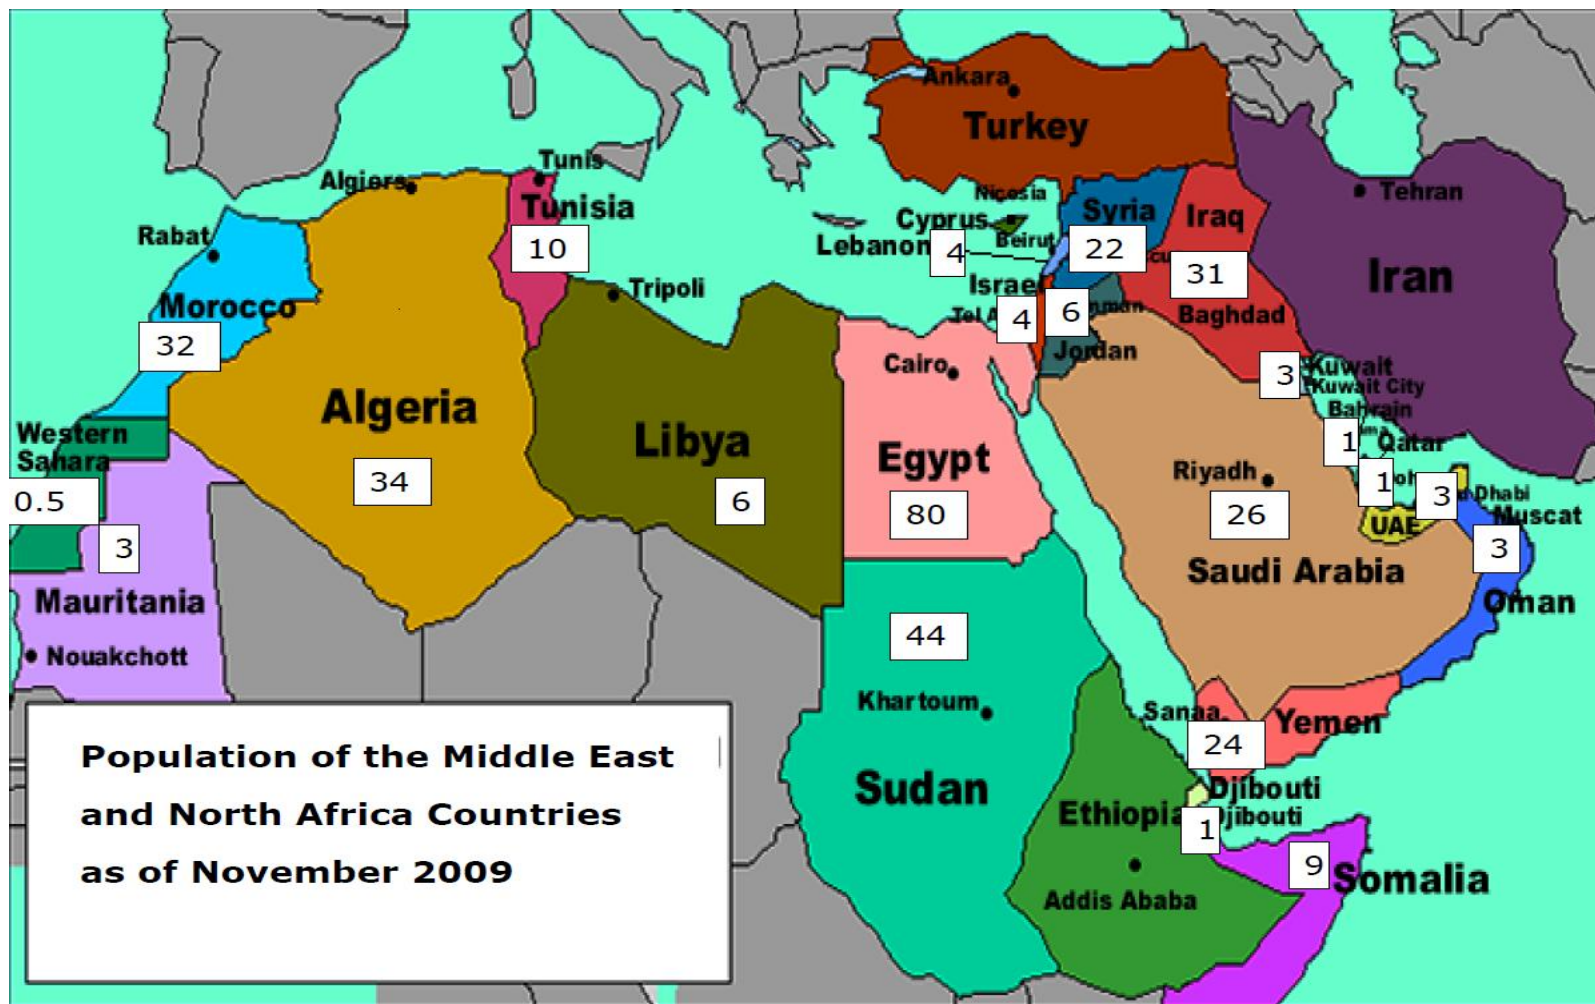 Ankara
Turkey
Tunis
Algiers
Tehran
Nicosia
Tunisia
Syria
Iraq
Cyprus
Rabat
Lebanon
4
Beirut
22
10
31
Iran
Israel
Tripoli
Morocco
4
6
Baghdad
32
Jordan
Cairo
3
Kuwait
Kuwait City
Algeria
Bahrain
Western
Sahara
Libya
Egypt
1
Qatar
Riyadh
34
0.5
6
80
26
1
3
Dhabi
Muscat
UAE
3
3
Saudi Arabia
Mauritania
Oman
44
Nouakchott
Khartoum
Sanaa
Yemen
24
Population of the Middle East
and North Africa Countries
as of November 2009
Sudan
Djibouti
Ethiopia
1
Djibouti
9
Somalia
Addis Ababa